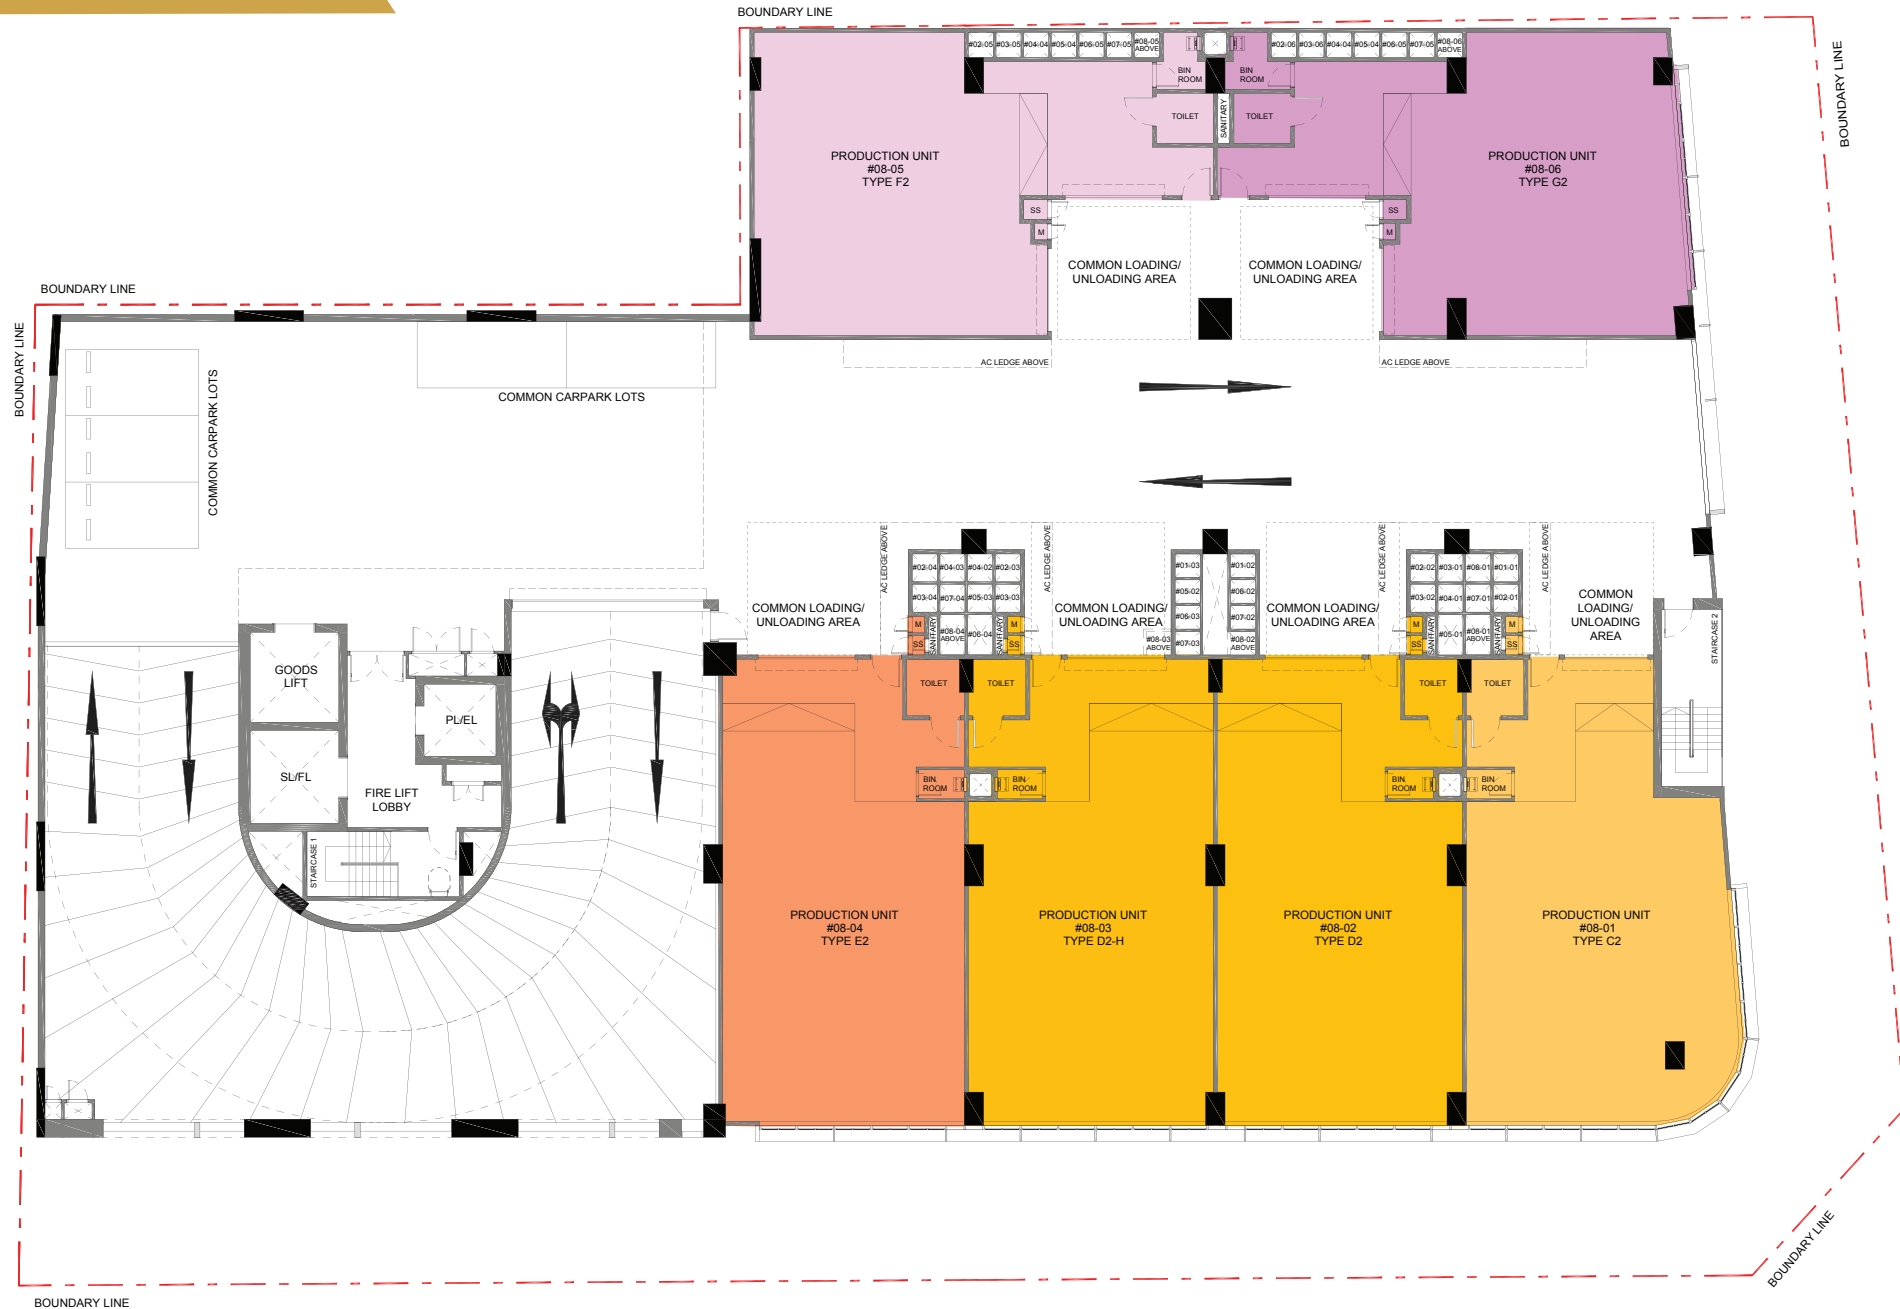 BOUNDARY LINE
BOUNDARY LINE
#02-05
#03-05
#04-04
#05-04
#06-05
#07-05
#08-05
ABOVE
#02-06
#03-06
#04-04
#05-04
#06-05
#07-05
#08-06
ABOVE
BIN
ROOM
BIN
ROOM
TOILET
SANITARY
TOILET
PRODUCTION UNIT
#08-05
TYPE F2
PRODUCTION UNIT
#08-06
TYPE G2
SS
M
SS
M
COMMON LOADING/
UNLOADING AREA
COMMON LOADING/
UNLOADING AREA
BOUNDARY LINE
BOUNDARY LINE
AC LEDGE ABOVE
AC LEDGE ABOVE
COMMON CARPARK LOTS
COMMON CARPARK LOTS
AC LEDGE ABOVE
AC LEDGE ABOVE
AC LEDGE ABOVE
AC LEDGE ABOVE
#02-04
#04-03
#04-02
#02-03
#03-04
#07-04
#05-03
#03-03
#08-04
ABOVE
#06-04
M
SS
SANITARY
SANITARY
M
SS
#01-03
#05-02
#06-03
#07-03
#08-03
ABOVE
#01-02
#06-02
#07-02
#08-02
ABOVE
#02-02
#03-01
#06-01
#01-01
#03-02
#04-01
#07-01
#02-01
#05-01
#08-01
ABOVE
M
SS
SANITARY
SANITARY
M
SS
COMMON LOADING/
UNLOADING AREA
COMMON LOADING/
UNLOADING AREA
COMMON LOADING/
UNLOADING AREA
COMMON
LOADING/
UNLOADING
AREA
STAIRCASE 2
GOODS
LIFT
PL/EL
SL/FL
FIRE LIFT
LOBBY
STAIRCASE 1
TOILET
TOILET
TOILET
TOILET
BIN
ROOM
BIN
ROOM
BIN
ROOM
BIN
ROOM
PRODUCTION UNIT
#08-04
TYPE E2
PRODUCTION UNIT
#08-03
TYPE D2-H
PRODUCTION UNIT
#08-02
TYPE D2
PRODUCTION UNIT
#08-01
TYPE C2
BOUNDARY LINE
BOUNDARY LINE